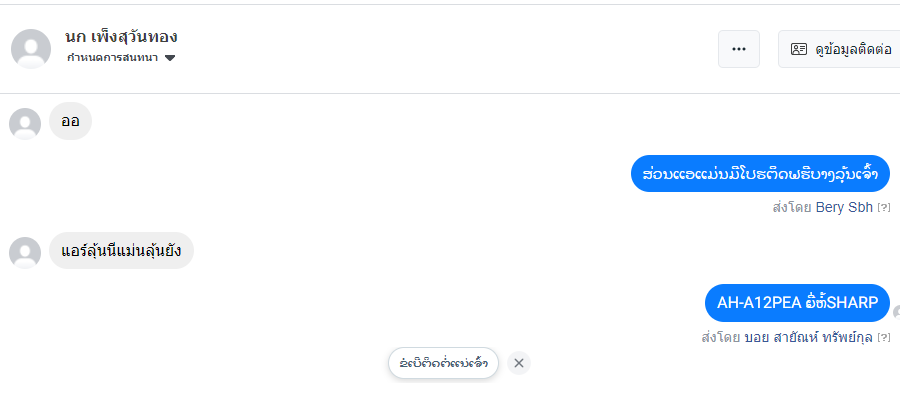 นก เพ็งสุวันทอง
กำหนดการสนทนา
ดูข้อมูลติดต่อ
ออ
ສ່ວນແອແມ່ນມີໂປຮຕິດຟຣີບາງລຸ້ນເຈົ້າ
ส่งโดย Bery Sbh [?]
แอร์ลุ้นนี้แม่นลุ้นยัง
AH-A12PEA ຍີ່ຫໍ້SHARP
ส่งโดย บอย สายัณห์ ทรัพย์กุล [?]
ຂໍເບີຕິດຕໍ່ແນ່ເຈົ້າ